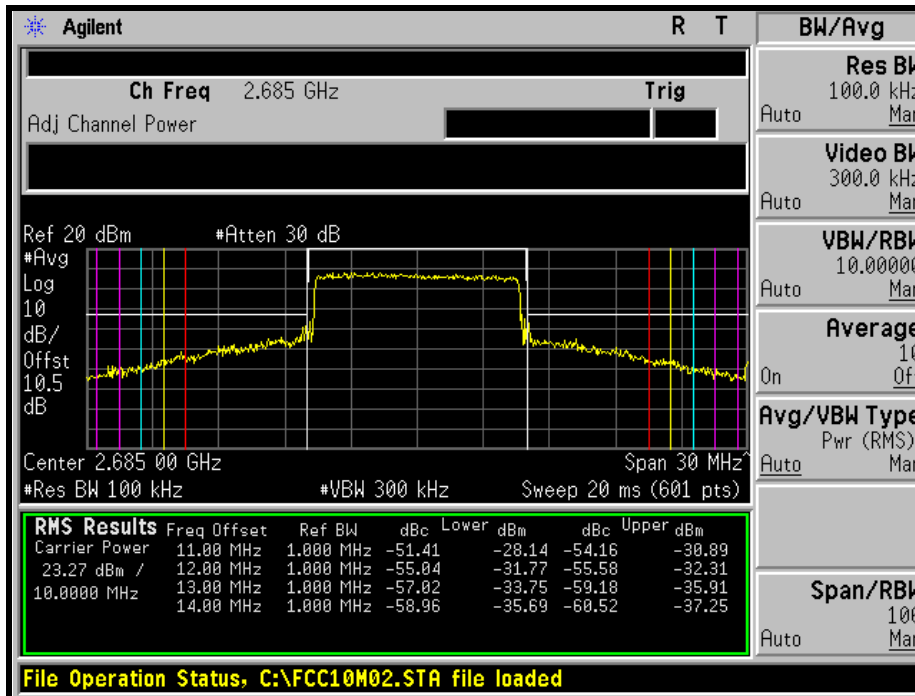 Agilent R T
BW/Avg
Ch Freq 2.685 GHz Trig
Adj Channel Power
Ref 20 dBm #Atten 30 dB
#Avg
Log
10
dB/
Offst
10.5
dB
Center 2.685 00 GHz Span 30 MHz^
#Res BW 100 kHz #VBW 300 kHz Sweep 20 ms (601 pts)
RMS Results Freq Offset Ref BW dBc Lower dBm dBc Upper dBm
Carrier Power 11.00 MHz 1.000 MHz -51.41 -28.14 -54.16 -30.89
23.27 dBm / 12.00 MHz 1.000 MHz -55.04 -31.77 -55.58 -32.31
10.0000 MHz 13.00 MHz 1.000 MHz -57.02 -33.75 -59.18 -35.91
14.00 MHz 1.000 MHz -58.96 -35.69 -60.52 -37.25
File Operation Status, C:\FCC10M02.STA file loaded
Res BW
100.0 kHz
Auto Man
Video BW
300.0 kHz
Auto Man
VBW/RBW
10.00000
Auto Man
Average
10
On Off
Avg/VBW Type
Pwr (RMS)
Auto Man
Span/RBW
106
Auto Man